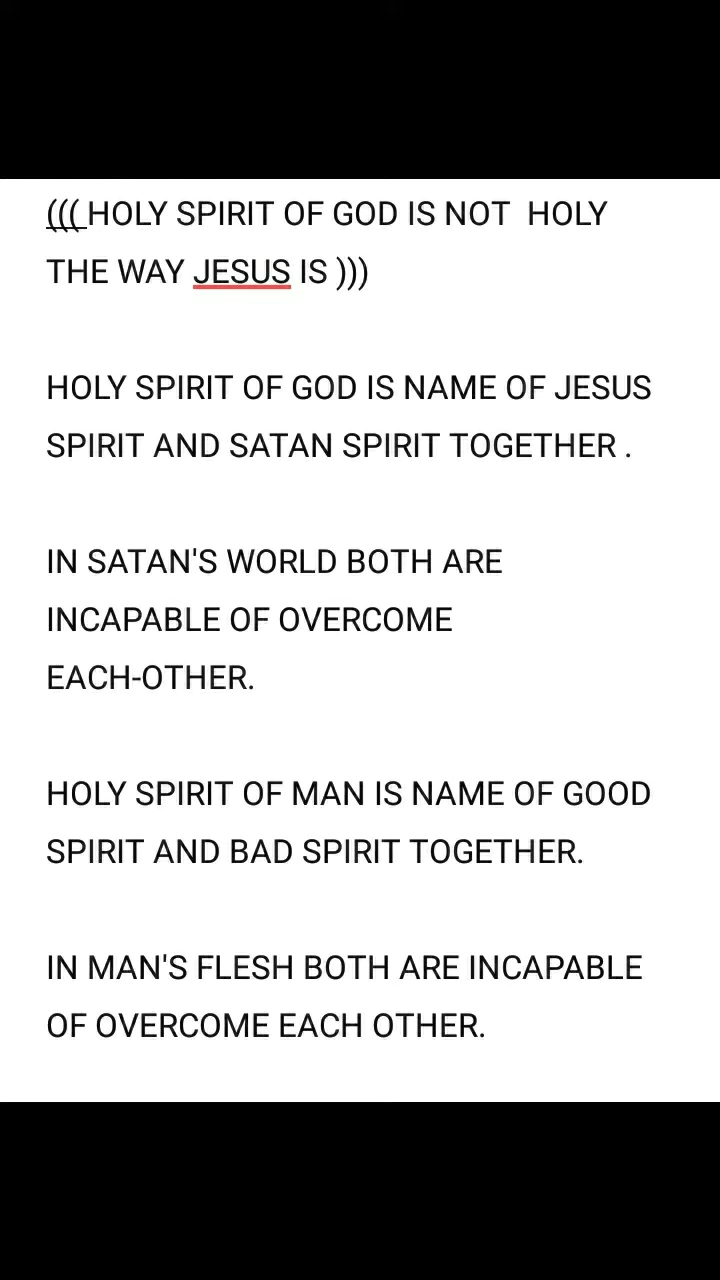 ((( HOLY SPIRIT OF GOD IS NOT  HOLY
THE WAY JESUS IS )))
HOLY SPIRIT OF GOD IS NAME OF JESUS
SPIRIT AND SATAN SPIRIT TOGETHER .
IN SATAN'S WORLD BOTH ARE
INCAPABLE OF OVERCOME
EACH-OTHER.
HOLY SPIRIT OF MAN IS NAME OF GOOD
SPIRIT AND BAD SPIRIT TOGETHER.
IN MAN'S FLESH BOTH ARE INCAPABLE
OF OVERCOME EACH OTHER.